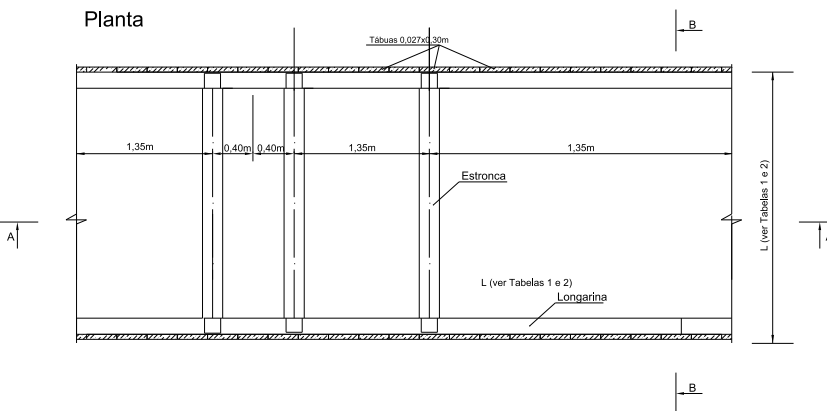 Planta
B
Tábuas 0,027x0,30m
1,35m
0,40m
0,40m
1,35m
1,35m
Estronca
L (ver Tabelas 1 e 2)
A
L (ver Tabelas 1 e 2)
Longarina
B